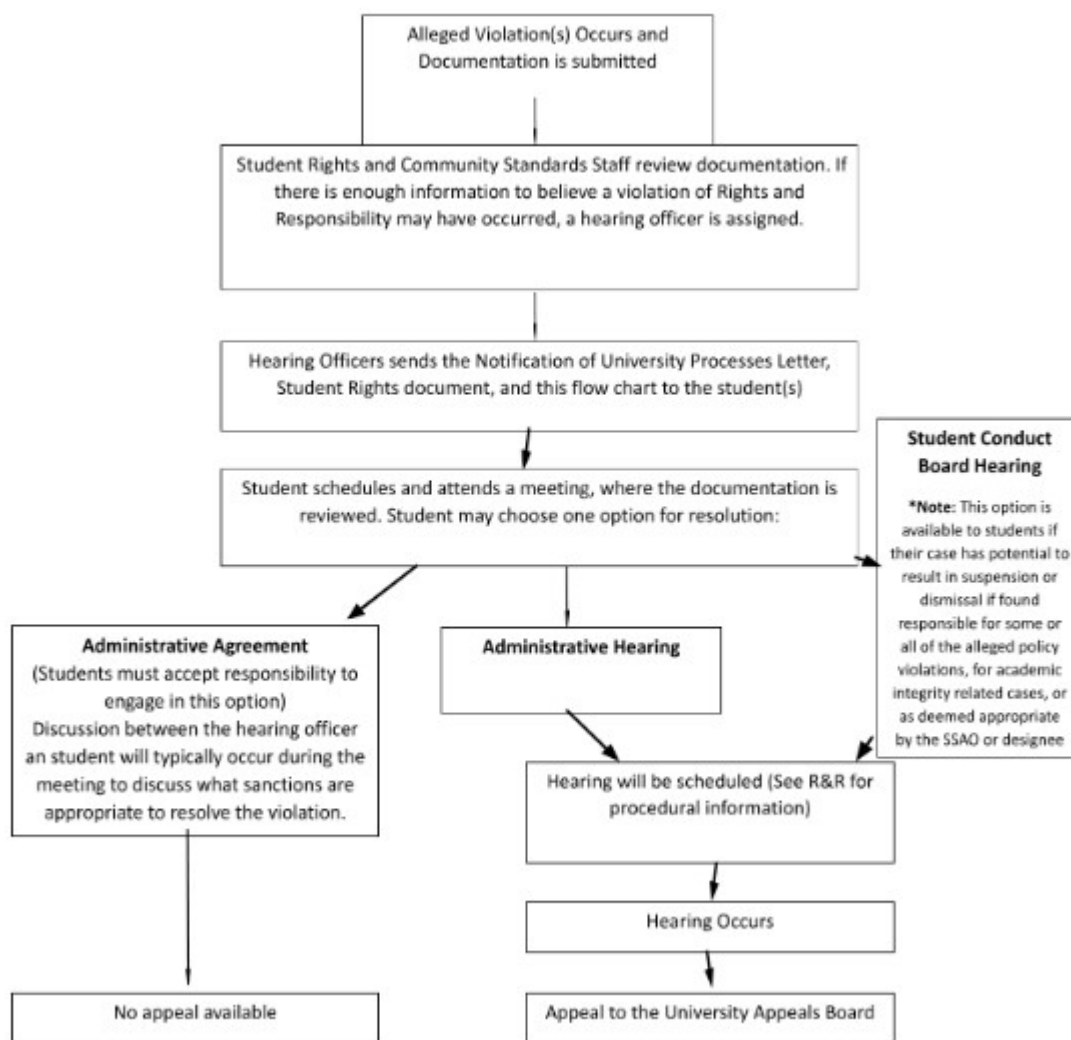 Alleged Violation(s) Occurs and
Documentation is submitted
Student Rights and Community Standards Staff review documentation. If
there is enough information to believe a violation of Rights and
Responsibility may have occurred, a hearing officer is assigned.
Hearing Officers sends the Notification of University Processes Letter,
Student Rights document, and this flow chart to the student(s)
Student schedules and attends a meeting, where the documentation is
reviewed. Student may choose one option for resolution:
Student Conduct
Board Hearing
*Note: This option is
available to students if
their case has potential to
result in suspension or
dismissal if found
responsible for some or
all of the alleged policy
violations, for academic
integrity related cases, or
as deemed appropriate
by the SSAO or designee
Administrative Agreement
(Students must accept responsibility to
engage in this option)
Discussion between the hearing officer
an student will typically occur during the
meeting to discuss what sanctions are
appropriate to resolve the violation.
Administrative Hearing
Hearing will be scheduled (See R&R for
procedural information)
Hearing Occurs
No appeal available
Appeal to the University Appeals Board